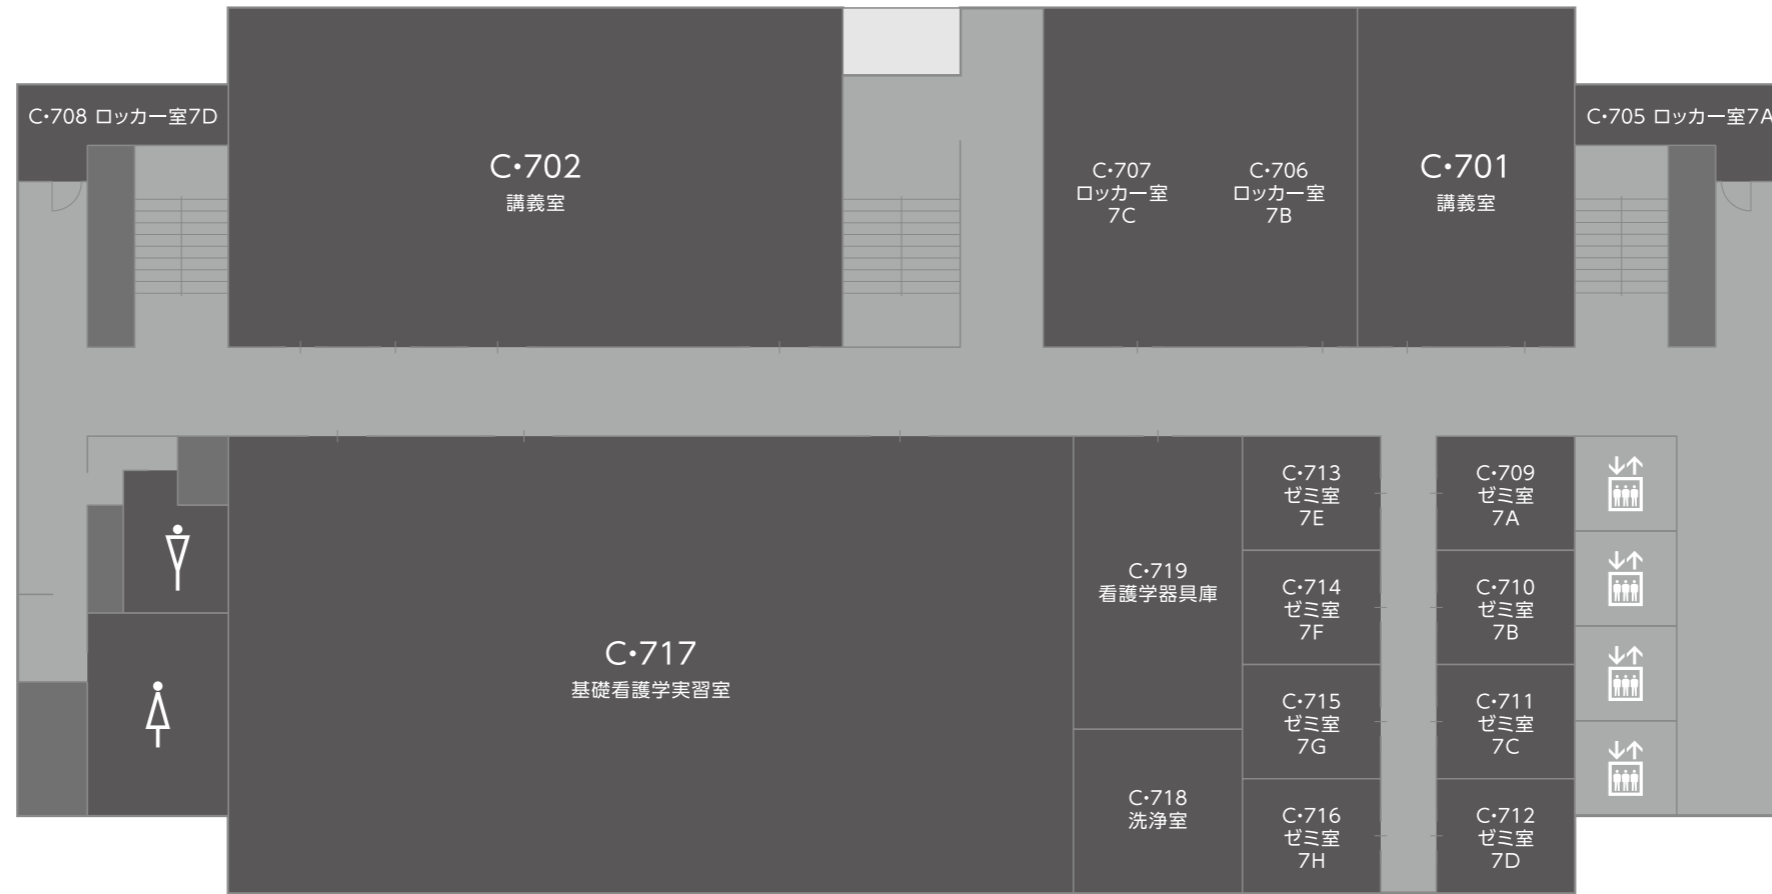 C･708 ロッカー室7D
C･702
講義室
C･707
ロッカー室
7C
C･706
ロッカー室
7B
C･701
講義室
C･705 ロッカー室7A
C･717
基礎看護学実習室
C･719
看護学器具庫
C･718
洗浄室
C･713
ゼミ室
7E
C･714
ゼミ室
7F
C･715
ゼミ室
7G
C･716
ゼミ室
7H
C･709
ゼミ室
7A
C･710
ゼミ室
7B
C･711
ゼミ室
7C
C･712
ゼミ室
7D